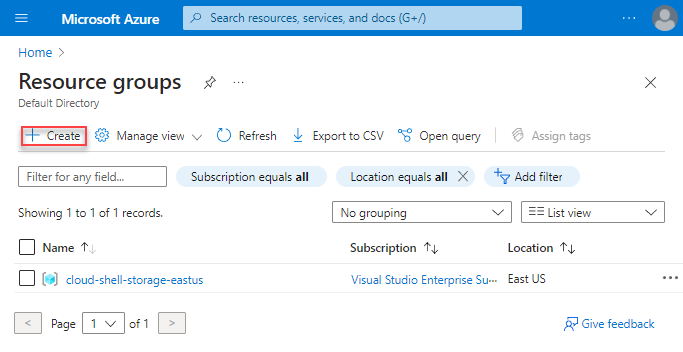 Microsoft Azure Search resources, services, and docs (G+/) ...
Home >
Resource groups ...
Default Directory
+ Create Manage view Refresh Export to CSV Open query Assign tags
Filter for any field... Subscription equals all Location equals all Add filter
Showing 1 to 1 of 1 records. No grouping List view
Name ↑↓ Subscription ↑↓ Location ↑↓
cloud-shell-storage-eastus Visual Studio Enterprise Su... East US ...
< Page 1 of 1 > Give feedback